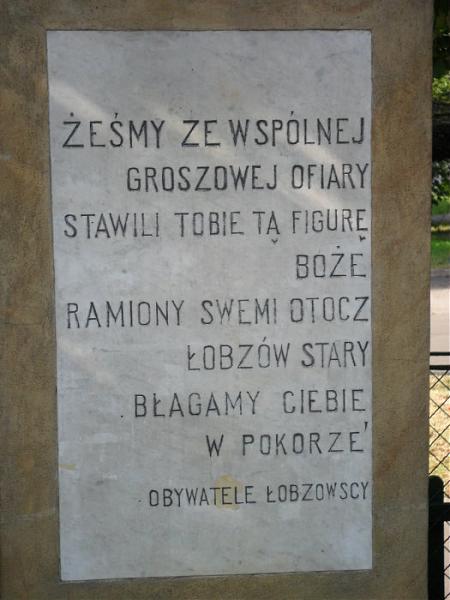 ŻEŚMY ZE WSPÓLNEJ
GROSZOWEJ OFIARY
STAWILI TOBIE TĄ FIGURĘ
BOŻE
RAMIONY SWEMI OTOCZ
ŁOBZÓW STARY
BŁAGAMY CIEBIE
W POKORZE
OBYWATELE ŁOBZOWSCY